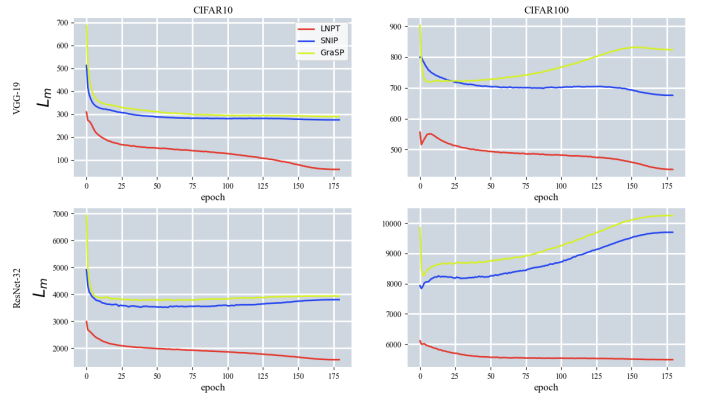 CIFAR10
CIFAR100
700
600
500
400
300
200
100
LNPT
SNIP
GraSP
VGG-19
Lm
0 25 50 75 100 125 150 175
epoch
900
800
700
600
500
0 25 50 75 100 125 150 175
epoch
7000
6000
5000
4000
3000
2000
ResNet-32
Lm
0 25 50 75 100 125 150 175
epoch
10000
9000
8000
7000
6000
0 25 50 75 100 125 150 175
epoch